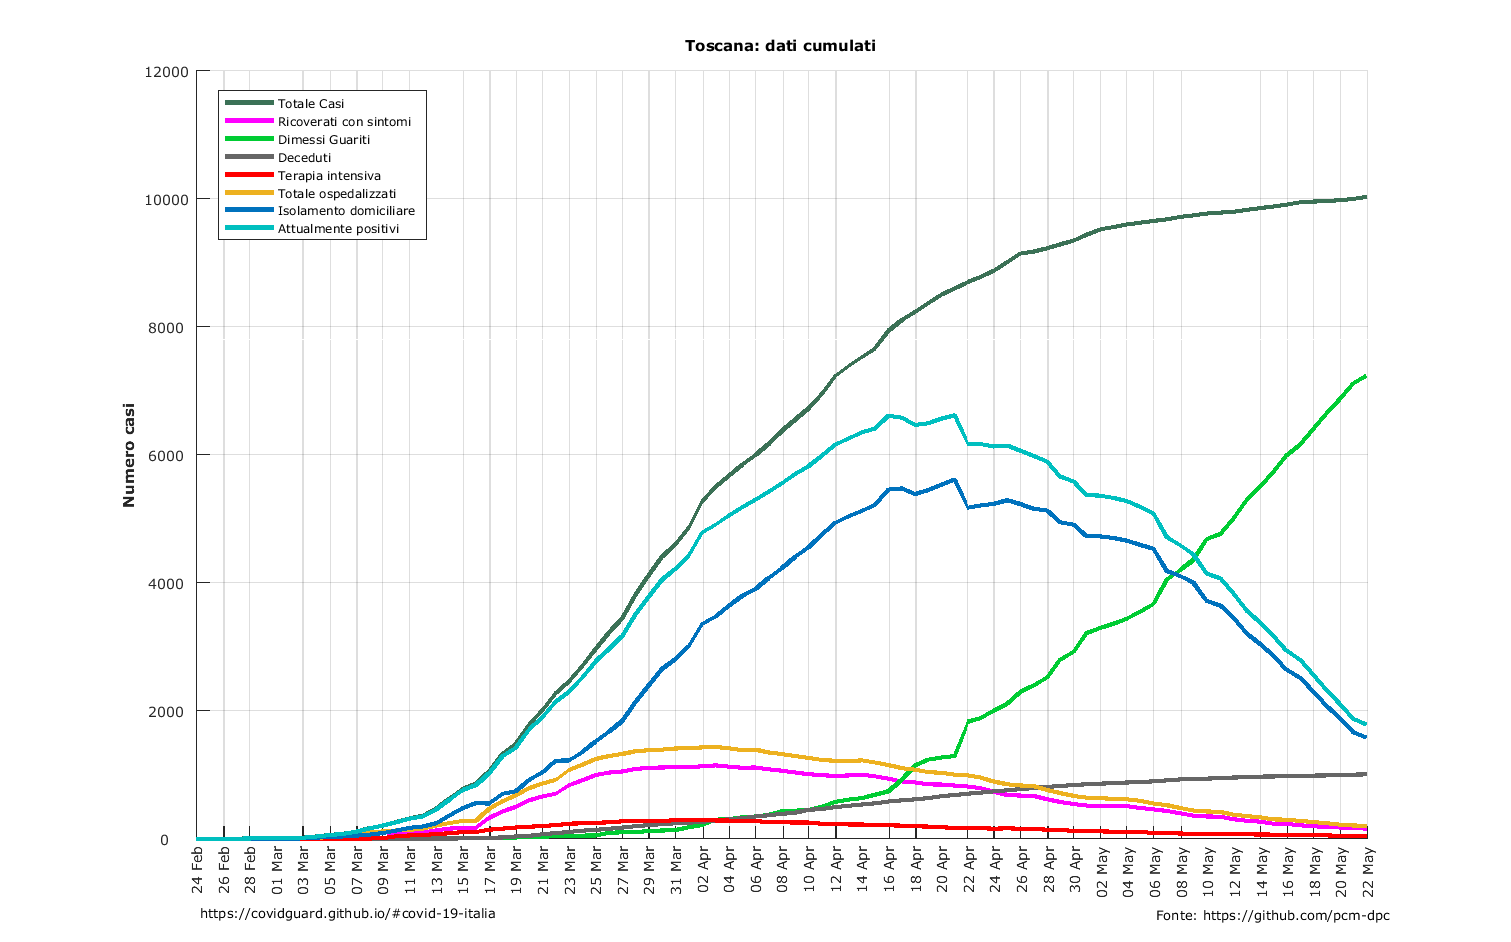 Toscana: dati cumulati
Numero casi
12000
10000
8000
6000
4000
2000
0
Totale Casi
Ricoverati con sintomi
Dimessi Guariti
Deceduti
Terapia intensiva
Totale ospedalizzati
Isolamento domiciliare
Attualmente positivi
24 Feb
26 Feb
28 Feb
01 Mar
03 Mar
05 Mar
07 Mar
09 Mar
11 Mar
13 Mar
15 Mar
17 Mar
19 Mar
21 Mar
23 Mar
25 Mar
27 Mar
29 Mar
31 Mar
02 Apr
04 Apr
06 Apr
08 Apr
10 Apr
12 Apr
14 Apr
16 Apr
18 Apr
20 Apr
22 Apr
24 Apr
26 Apr
28 Apr
30 Apr
02 May
04 May
06 May
08 May
10 May
12 May
14 May
16 May
18 May
20 May
22 May
https://covidguard.github.io/#covid-19-italia
Fonte: https://github.com/pcm-dpc